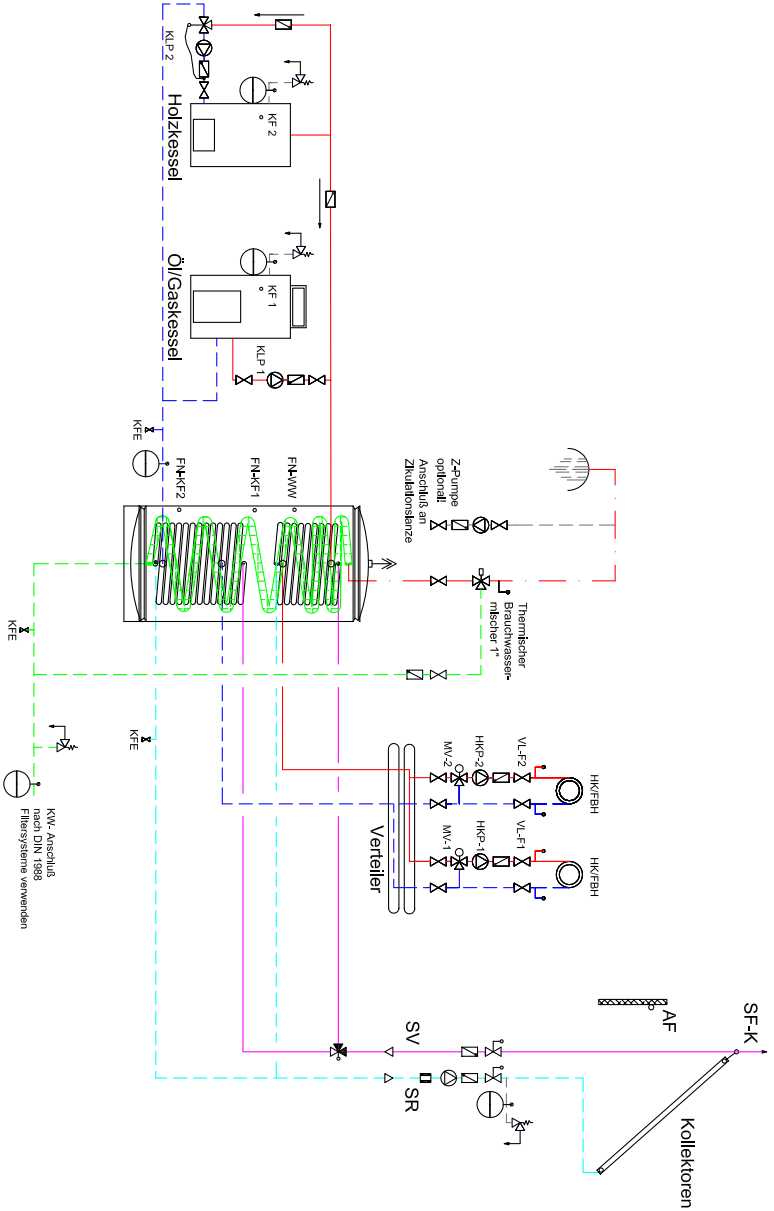 KLP 2
Holzkessel
KF 2
Öl/Gaskessel
KF 1
KLP 1
KFE
FN-KF2
FN-KF1
FN-WW
Z-Pumpe
optional!
Anschluß an
Zikulationslanze
Thermischer
Brauchwasser-
mischer 1"
KFE
KFE
KW- Anschluß
nach DIN 1988
Filtersysteme verwenden
MV-2
HKP-2
VL-F2
HK/FBH
MV-1
HKP-1
VL-F1
HK/FBH
Verteiler
SV
SR
AF
SF-K
Kollektoren